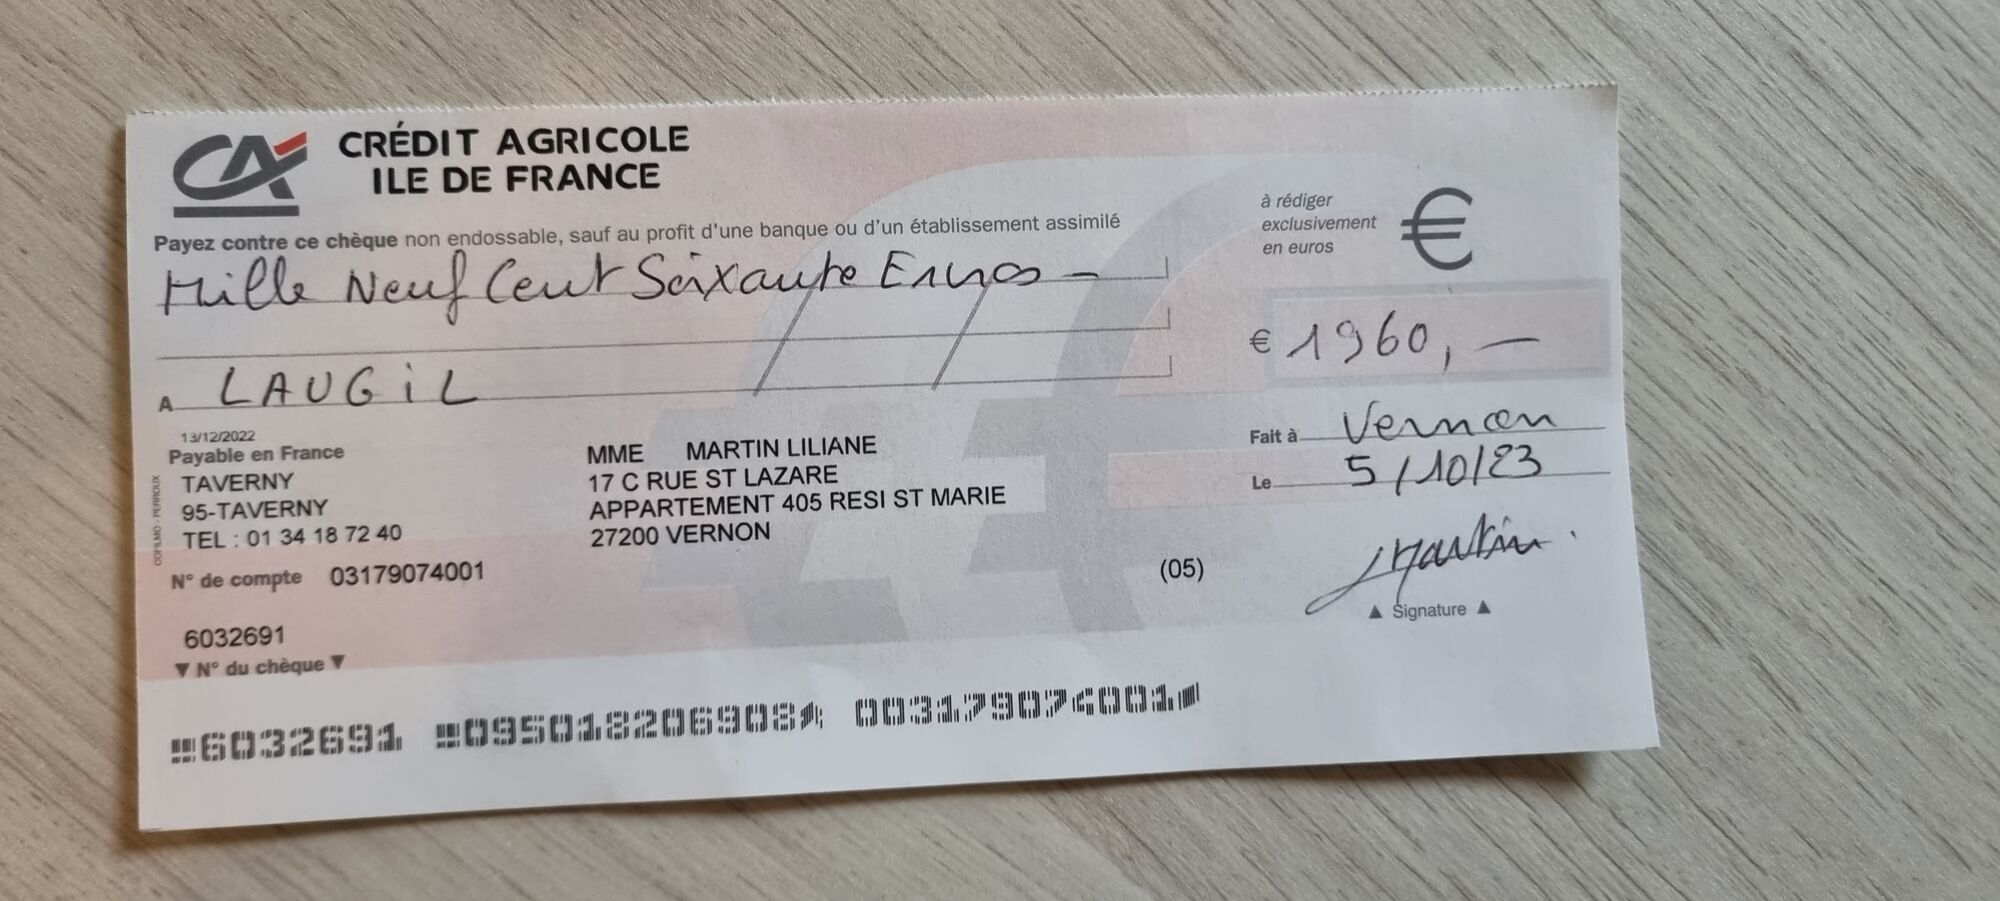 CA CRÉDIT AGRICOLE
ILE DE FRANCE
à rédiger
exclusivement
en euros
€
Payez contre ce chèque non endossable, sauf au profit d'une banque ou d'un établissement assimilé
Mille Neuf Cent Soixante Euros —
€ 1960, —
A LAUGIL
Fait à Vernon
Le 5/10/23
13/12/2022
Payable en France
TAVERNY
95-TAVERNY
TEL : 01 34 18 72 40
MME MARTIN LILIANE
17 C RUE ST LAZARE
APPARTEMENT 405 RESI ST MARIE
27200 VERNON
COFILMO - PERROUX
N° de compte 03179074001
(05)
Martin
▲ Signature ▲
6032691
▼ N° du chèque ▼
6032691 095018206908 003179074001